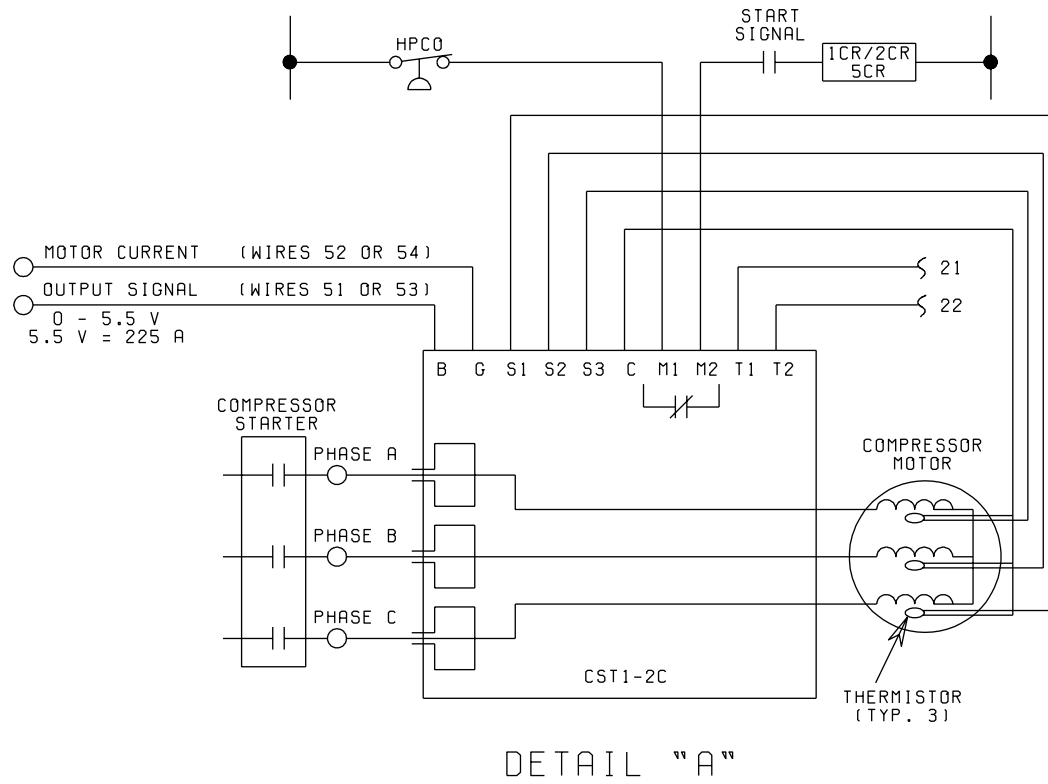 START
SIGNAL
HPCO
1CR/2CR
5CR
MOTOR CURRENT (WIRES 52 OR 54)
21
OUTPUT SIGNAL (WIRES 51 OR 53)
22
0 - 5.5 V
5.5 V = 225 A
B G S1 S2 S3 C M1 M2 T1 T2
COMPRESSOR
STARTER
PHASE A
COMPRESSOR
MOTOR
PHASE B
PHASE C
CST1-2C
THERMISTOR
(TYP. 3)
DETAIL "A"